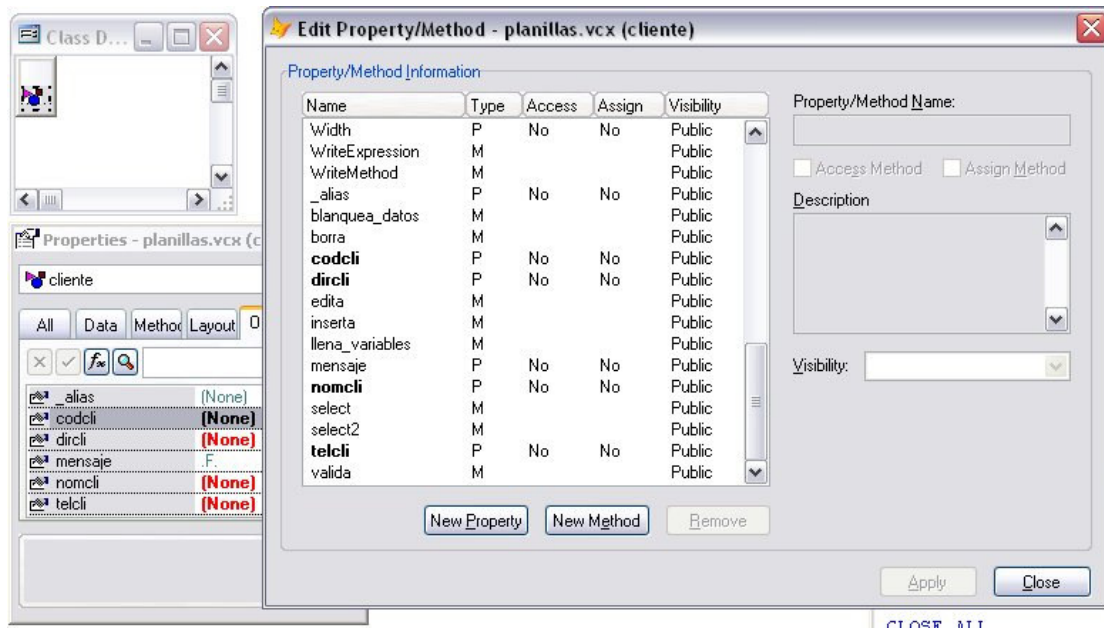 Class D...
Edit Property/Method - planillas.vcx (cliente)
Property/Method Information
Name Type Access Assign Visibility
Width P No No Public
WriteExpression M Public
WriteMethod M Public
_alias P No No Public
blanquea_datos M Public
borra M Public
codcli P No No Public
dircli P No No Public
edita M Public
inserta M Public
llena_variables M Public
mensaje P No No Public
nomcli P No No Public
select M Public
select2 M Public
telcli P No No Public
valida M Public
New Property New Method Remove
Property/Method Name:
Access Method Assign Method
Description
Visibility:
Apply Close
Properties - planillas.vcx (c
cliente
All Data Method Layout O
fx
_alias (None)
codcli (None)
dircli (None)
mensaje .F.
nomcli (None)
telcli (None)
CLOSE ALL